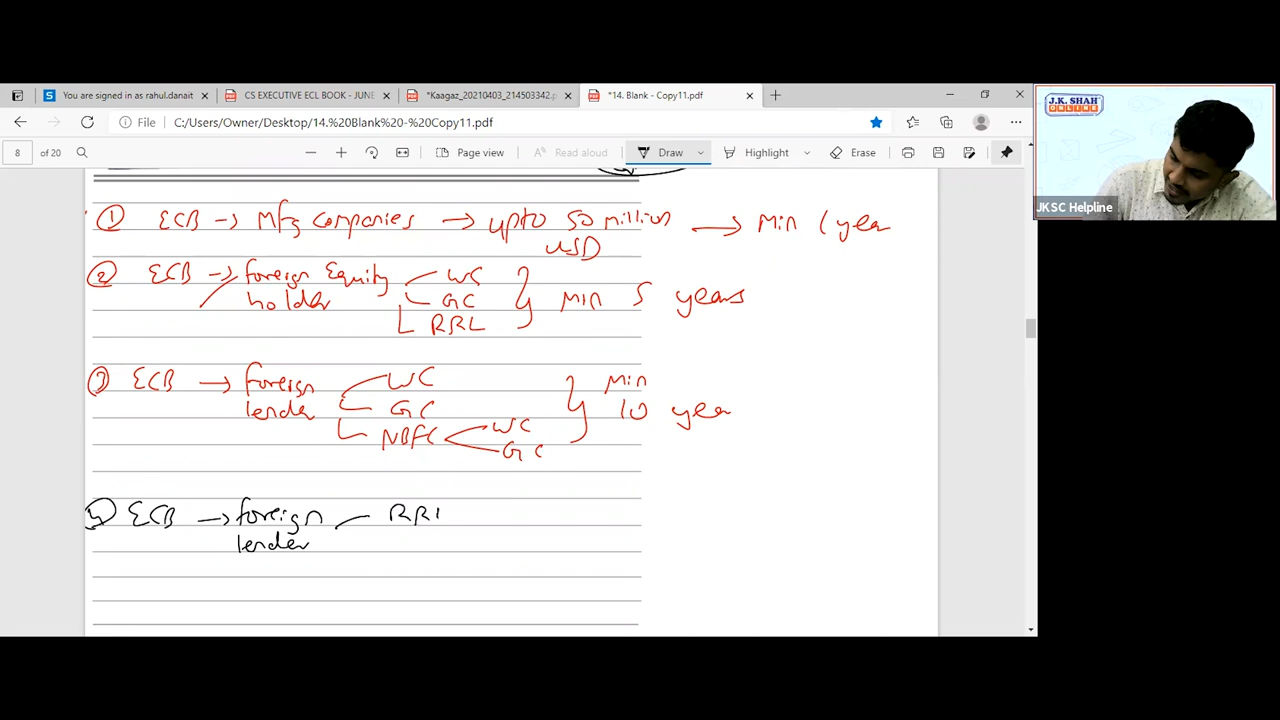 You are signed in as rahul.danait
CS EXECUTIVE ECL BOOK - JUNE
*Kaagaz_20210403_214503342.p
*14. Blank - Copy11.pdf
File C:/Users/Owner/Desktop/14.%20Blank%20-%20Copy11.pdf
8 of 20
Page view
Read aloud
Draw
Highlight
Erase
J.K. SHAH
ONLINE
JKSC Helpline
① ECB → Mfg companies → upto 50 million USD → Min 1 year
② ECB → foreign Equity holder WC GC RRL } Min 5 years
③ ECB → foreign lender WC GC NBFC WC GC } Min 10 year
④ ECB → foreign lender RRL